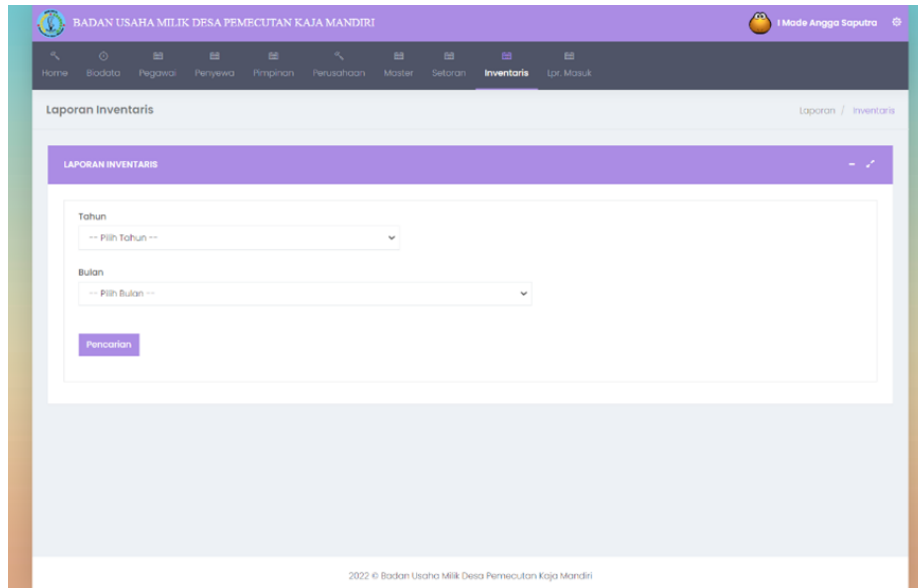 BADAN USAHA MILIK DESA PEMECUTAN KAJA MANDIRI
I Made Angga Saputra
Home Biodata Pegawai Penyewa Pimpinan Perusahaan Master Setoran Inventaris Lpr. Masuk
Laporan Inventaris
Laporan / Inventaris
LAPORAN INVENTARIS
Tahun
-- Pilih Tahun --
Bulan
-- Pilih Bulan --
Pencarian
2022 © Badan Usaha Milik Desa Pemecutan Kaja Mandiri